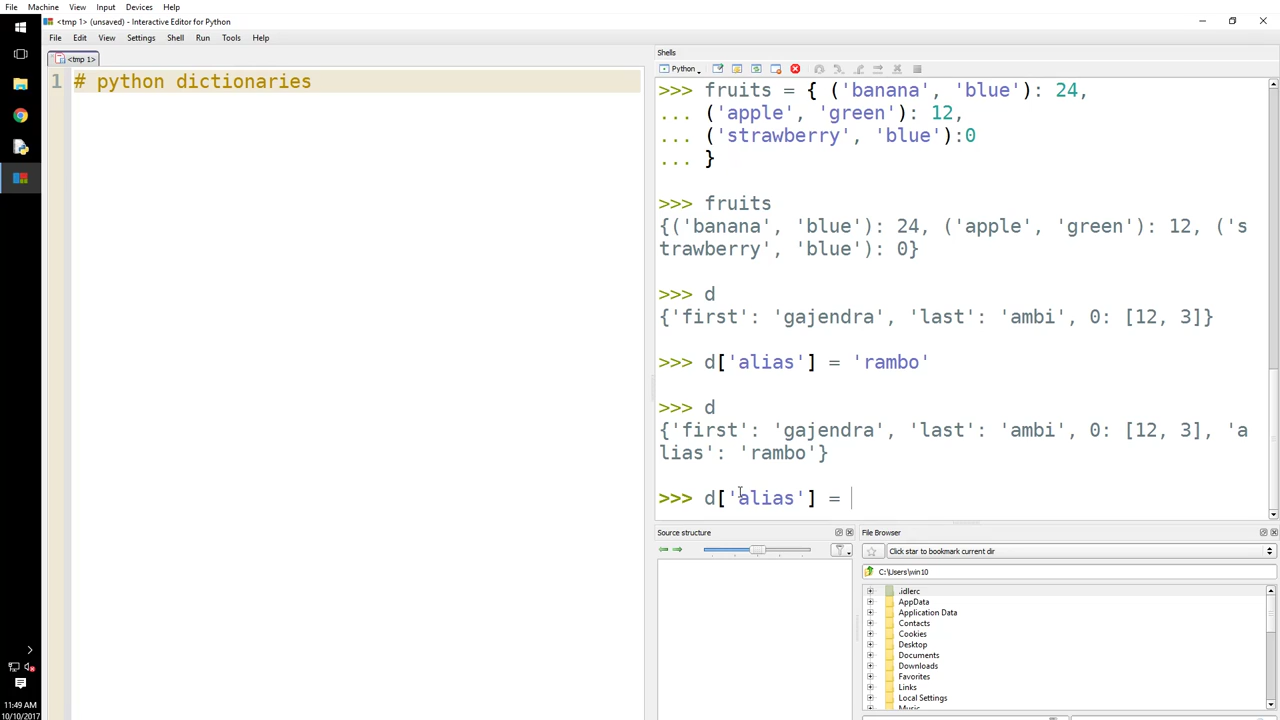 File Machine View Input Devices Help
<tmp 1> (unsaved) - Interactive Editor for Python
File Edit View Settings Shell Run Tools Help
<tmp 1>
1 # python dictionaries
Shells
Python
>>> fruits = { ('banana', 'blue'): 24,
... ('apple', 'green'): 12,
... ('strawberry', 'blue'):0
... }
>>> fruits
{('banana', 'blue'): 24, ('apple', 'green'): 12, ('s
trawberry', 'blue'): 0}
>>> d
{'first': 'gajendra', 'last': 'ambi', 0: [12, 3]}
>>> d['alias'] = 'rambo'
>>> d
{'first': 'gajendra', 'last': 'ambi', 0: [12, 3], 'a
lias': 'rambo'}
>>> d['alias'] =
Source structure
File Browser
Click star to bookmark current dir
C:\Users\win10
.idlerc
AppData
Application Data
Contacts
Cookies
Desktop
Documents
Downloads
Favorites
Links
Local Settings
Music
11:49 AM
10/10/2017